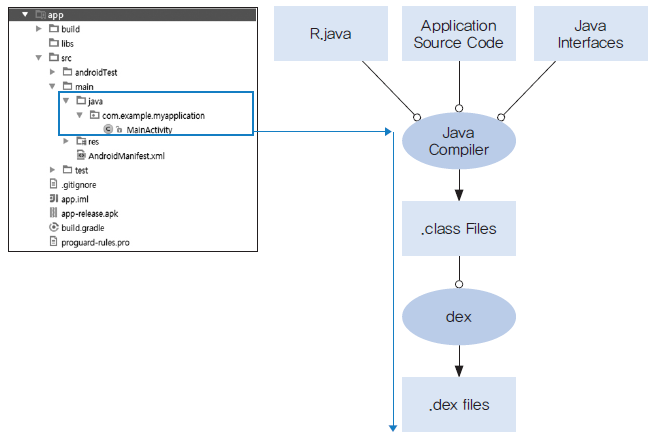 app
build
libs
src
androidTest
main
java
com.example.myapplication
MainActivity
res
AndroidManifest.xml
test
.gitignore
app.iml
app-release.apk
build.gradle
proguard-rules.pro
R.java
Application
Source Code
Java
Interfaces
Java
Compiler
.class Files
dex
.dex files